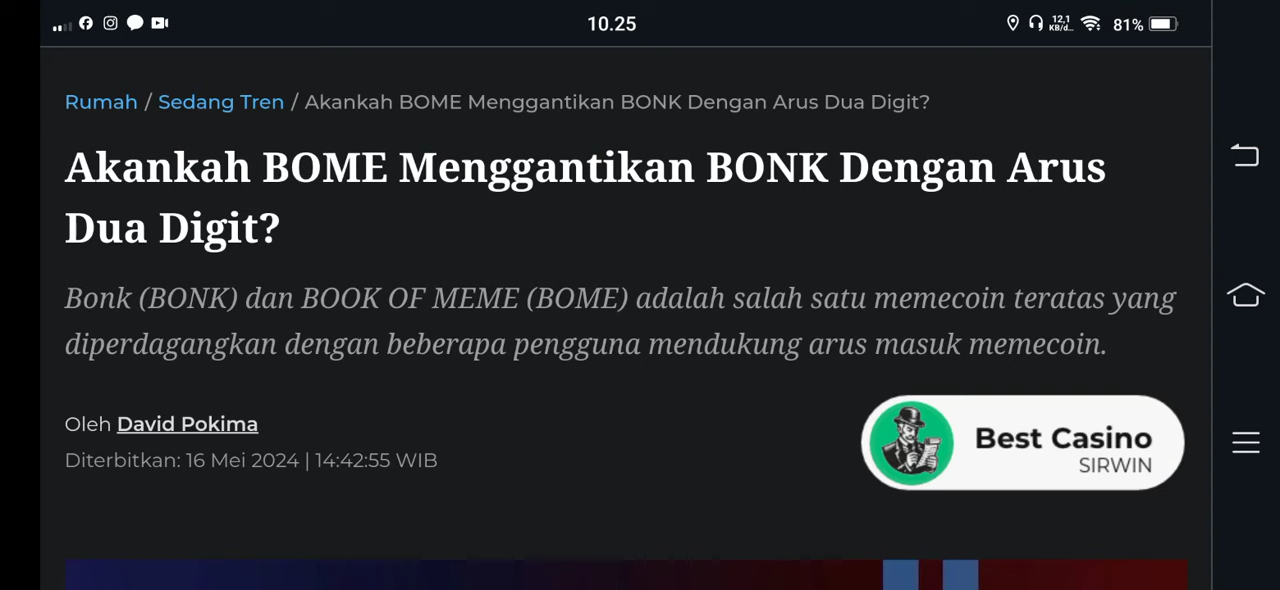 10.25
12,1
KB/d...
81%
Rumah / Sedang Tren / Akankah BOME Menggantikan BONK Dengan Arus Dua Digit?
Akankah BOME Menggantikan BONK Dengan Arus
Dua Digit?
Bonk (BONK) dan BOOK OF MEME (BOME) adalah salah satu memecoin teratas yang
diperdagangkan dengan beberapa pengguna mendukung arus masuk memecoin.
Oleh David Pokima
Diterbitkan: 16 Mei 2024 | 14:42:55 WIB
Best Casino
SIRWIN